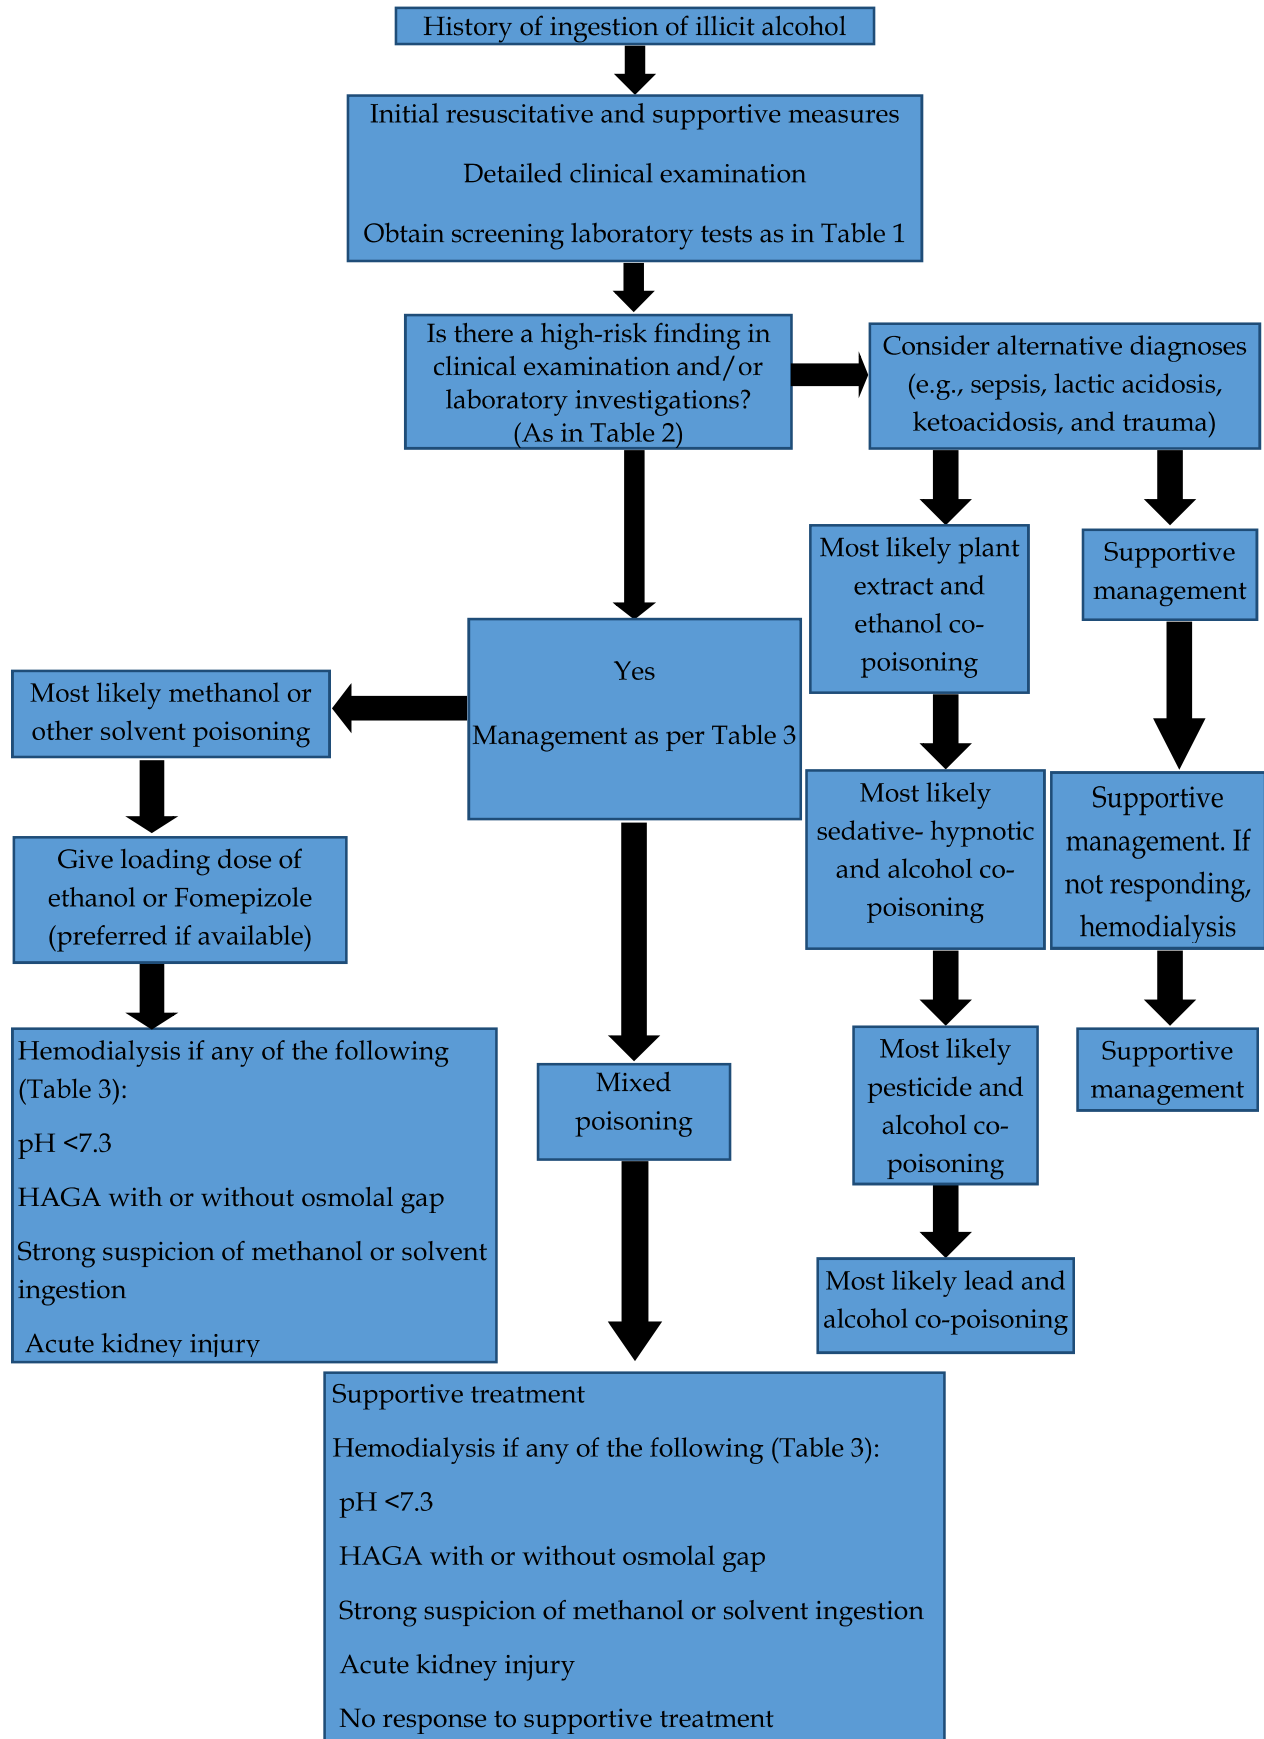 History of ingestion of illicit alcohol
Initial resuscitative and supportive measures
Detailed clinical examination
Obtain screening laboratory tests as in Table 1
Is there a high-risk finding in
clinical examination and/or
laboratory investigations?
(As in Table 2)
Consider alternative diagnoses
(e.g., sepsis, lactic acidosis,
ketoacidosis, and trauma)
Yes
Management as per Table 3
Most likely methanol or
other solvent poisoning
Give loading dose of
ethanol or Fomepizole
(preferred if available)
Hemodialysis if any of the following
(Table 3):
pH <7.3
HAGA with or without osmolal gap
Strong suspicion of methanol or solvent
ingestion
Acute kidney injury
Mixed
poisoning
Supportive treatment
Hemodialysis if any of the following (Table 3):
pH <7.3
HAGA with or without osmolal gap
Strong suspicion of methanol or solvent ingestion
Acute kidney injury
No response to supportive treatment
Most likely plant
extract and
ethanol co-
poisoning
Most likely
sedative- hypnotic
and alcohol co-
poisoning
Most likely
pesticide and
alcohol co-
poisoning
Most likely lead and
alcohol co-poisoning
Supportive
management
Supportive
management. If
not responding,
hemodialysis
Supportive
management